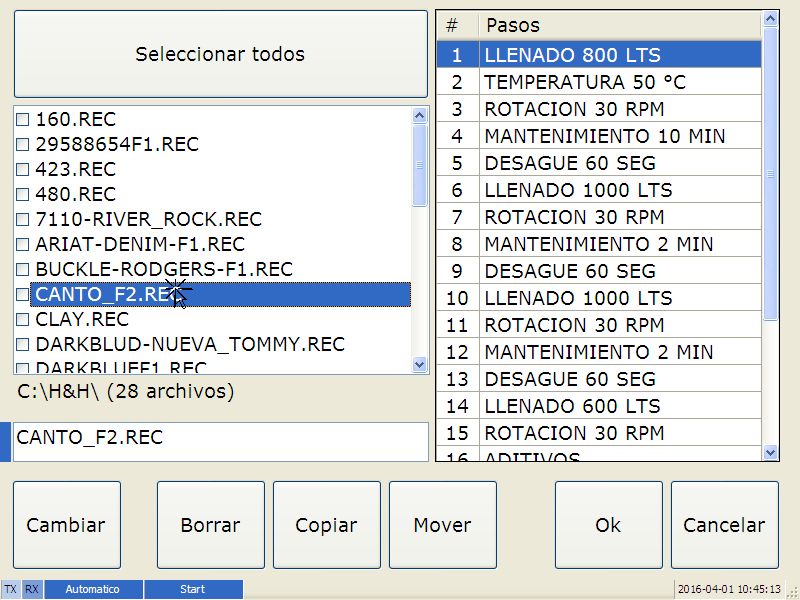 Seleccionar todos
160.REC
29588654F1.REC
423.REC
480.REC
7110-RIVER_ROCK.REC
ARIAT-DENIM-F1.REC
BUCKLE-RODGERS-F1.REC
CANTO_F2.REC
CLAY.REC
DARKBLUD-NUEVA_TOMMY.REC
DARKBLUEF1.REC
C:\H&H\ (28 archivos)
CANTO_F2.REC
# Pasos
1 LLENADO 800 LTS
2 TEMPERATURA 50 °C
3 ROTACION 30 RPM
4 MANTENIMIENTO 10 MIN
5 DESAGUE 60 SEG
6 LLENADO 1000 LTS
7 ROTACION 30 RPM
8 MANTENIMIENTO 2 MIN
9 DESAGUE 60 SEG
10 LLENADO 1000 LTS
11 ROTACION 30 RPM
12 MANTENIMIENTO 2 MIN
13 DESAGUE 60 SEG
14 LLENADO 600 LTS
15 ROTACION 30 RPM
16 ADITIVOS
Cambiar Borrar Copiar Mover Ok Cancelar
TX RX Automatico Start 2016-04-01 10:45:13